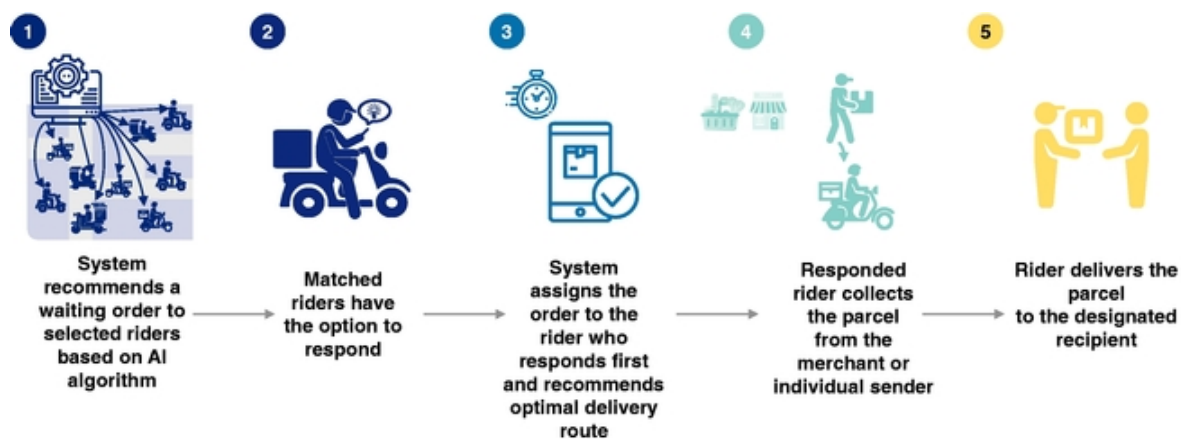 1
2
3
4
5
System
recommends a
waiting order to
selected riders
based on AI
algorithm
Matched
riders have
the option to
respond
System
assigns the
order to the
rider who
responds first
and recommends
optimal delivery
route
Responded
rider collects
the parcel
from the
merchant or
individual sender
Rider delivers the
parcel
to the designated
recipient